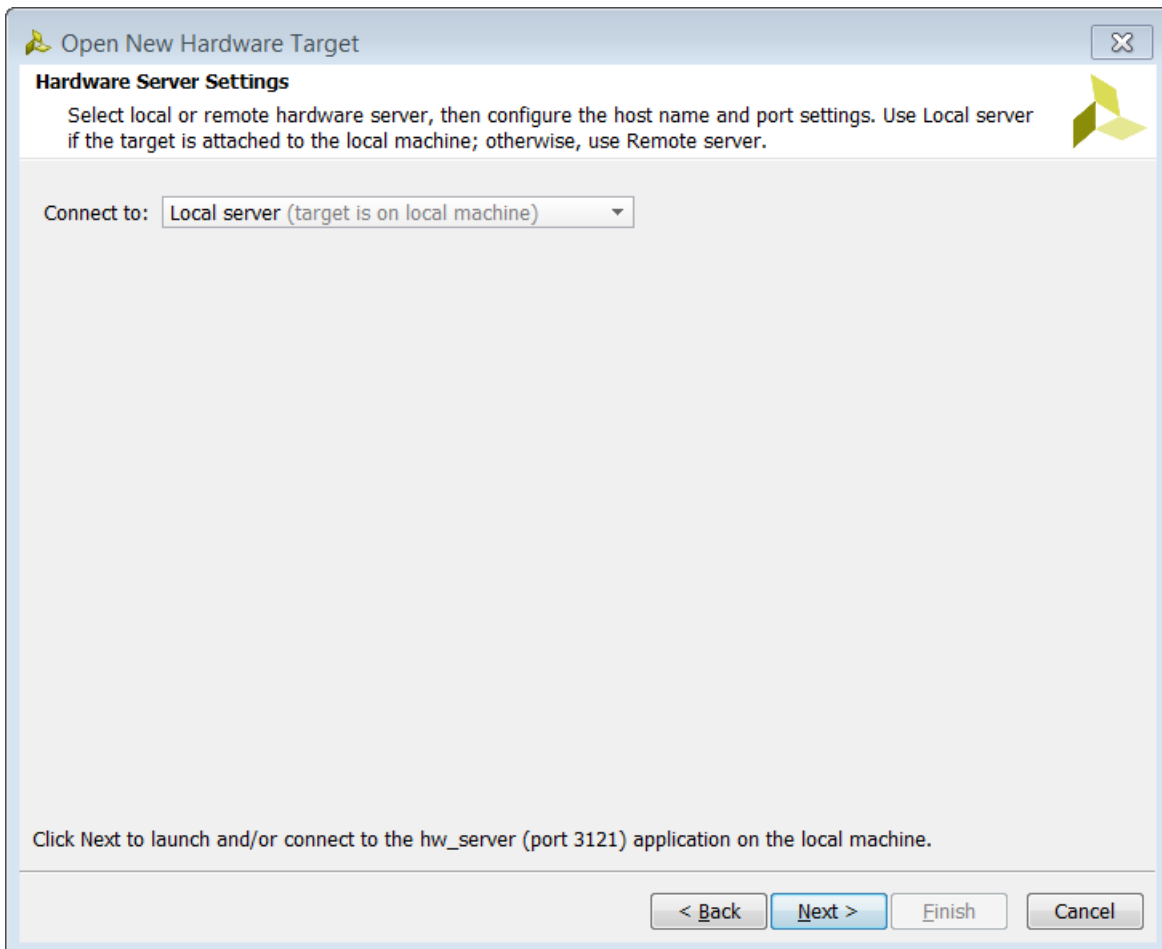 Open New Hardware Target
Hardware Server Settings
Select local or remote hardware server, then configure the host name and port settings. Use Local server
if the target is attached to the local machine; otherwise, use Remote server.
Connect to: Local server (target is on local machine)
Click Next to launch and/or connect to the hw_server (port 3121) application on the local machine.
< Back Next > Finish Cancel